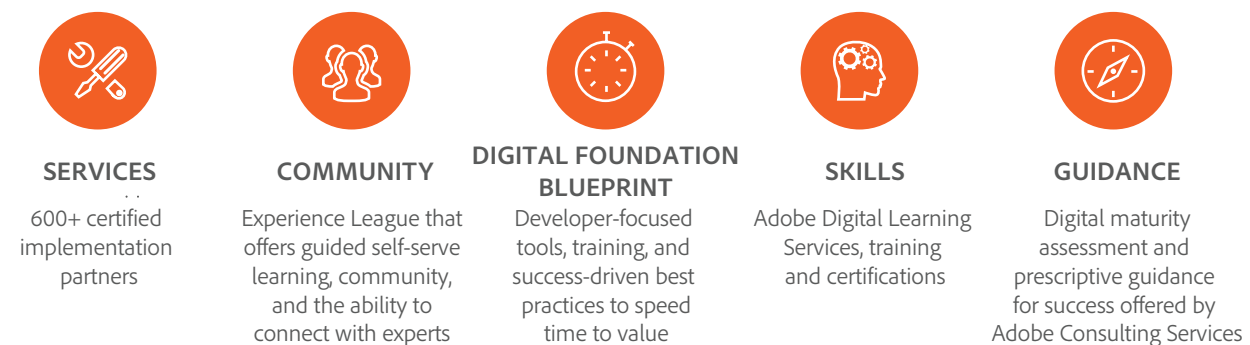 SERVICES
600+ certified
implementation
partners
COMMUNITY
Experience League that
offers guided self-serve
learning, community,
and the ability to
connect with experts
DIGITAL FOUNDATION
BLUEPRINT
Developer-focused
tools, training, and
success-driven best
practices to speed
time to value
SKILLS
Adobe Digital Learning
Services, training
and certifications
GUIDANCE
Digital maturity
assessment and
prescriptive guidance
for success offered by
Adobe Consulting Services